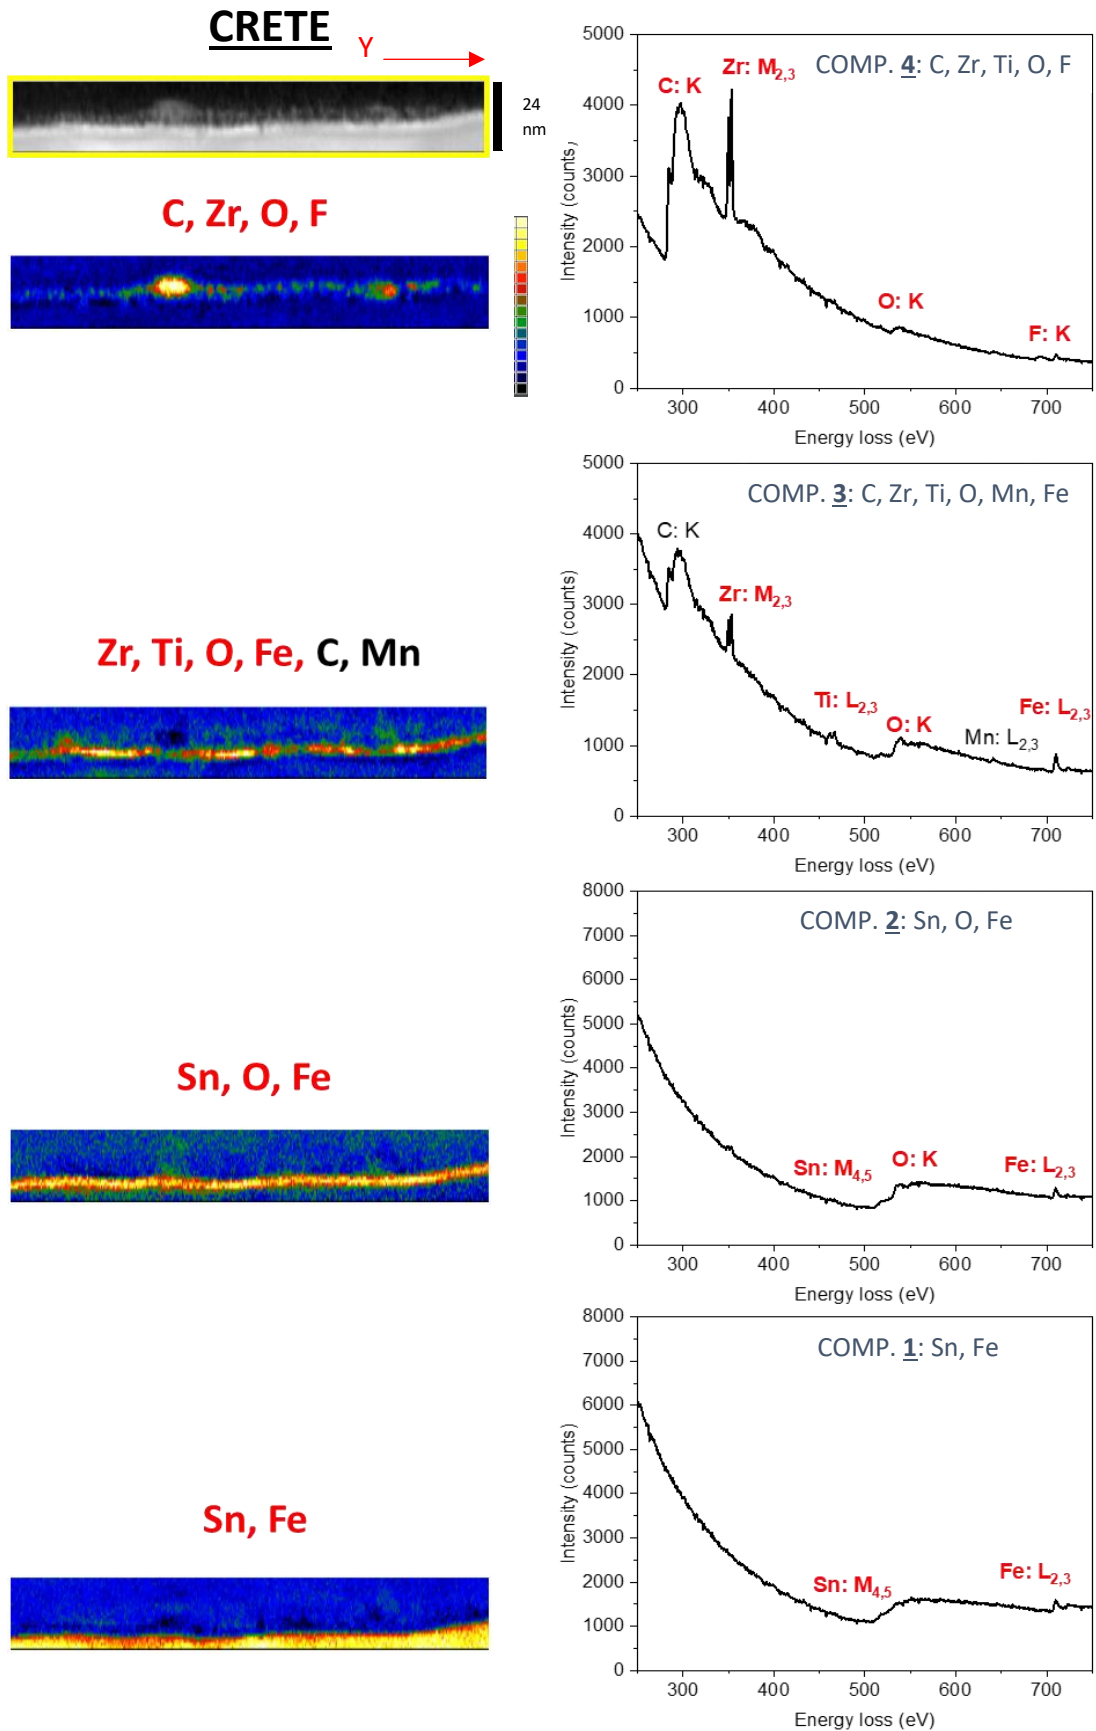 CRETE
Y
24
nm
C, Zr, O, F
Zr, Ti, O, Fe, C, Mn
Sn, O, Fe
Sn, Fe
COMP. 4: C, Zr, Ti, O, F
C: K
Zr: M2,3
O: K
F: K
5000
4000
3000
2000
1000
0
Intensity (counts)
300 400 500 600 700
Energy loss (eV)
COMP. 3: C, Zr, Ti, O, Mn, Fe
C: K
Zr: M2,3
Ti: L2,3
O: K
Mn: L2,3
Fe: L2,3
5000
4000
3000
2000
1000
0
Intensity (counts)
300 400 500 600 700
Energy loss (eV)
COMP. 2: Sn, O, Fe
Sn: M4,5
O: K
Fe: L2,3
8000
7000
6000
5000
4000
3000
2000
1000
0
Intensity (counts)
300 400 500 600 700
Energy loss (eV)
COMP. 1: Sn, Fe
Sn: M4,5
Fe: L2,3
8000
7000
6000
5000
4000
3000
2000
1000
0
Intensity (counts)
300 400 500 600 700
Energy loss (eV)